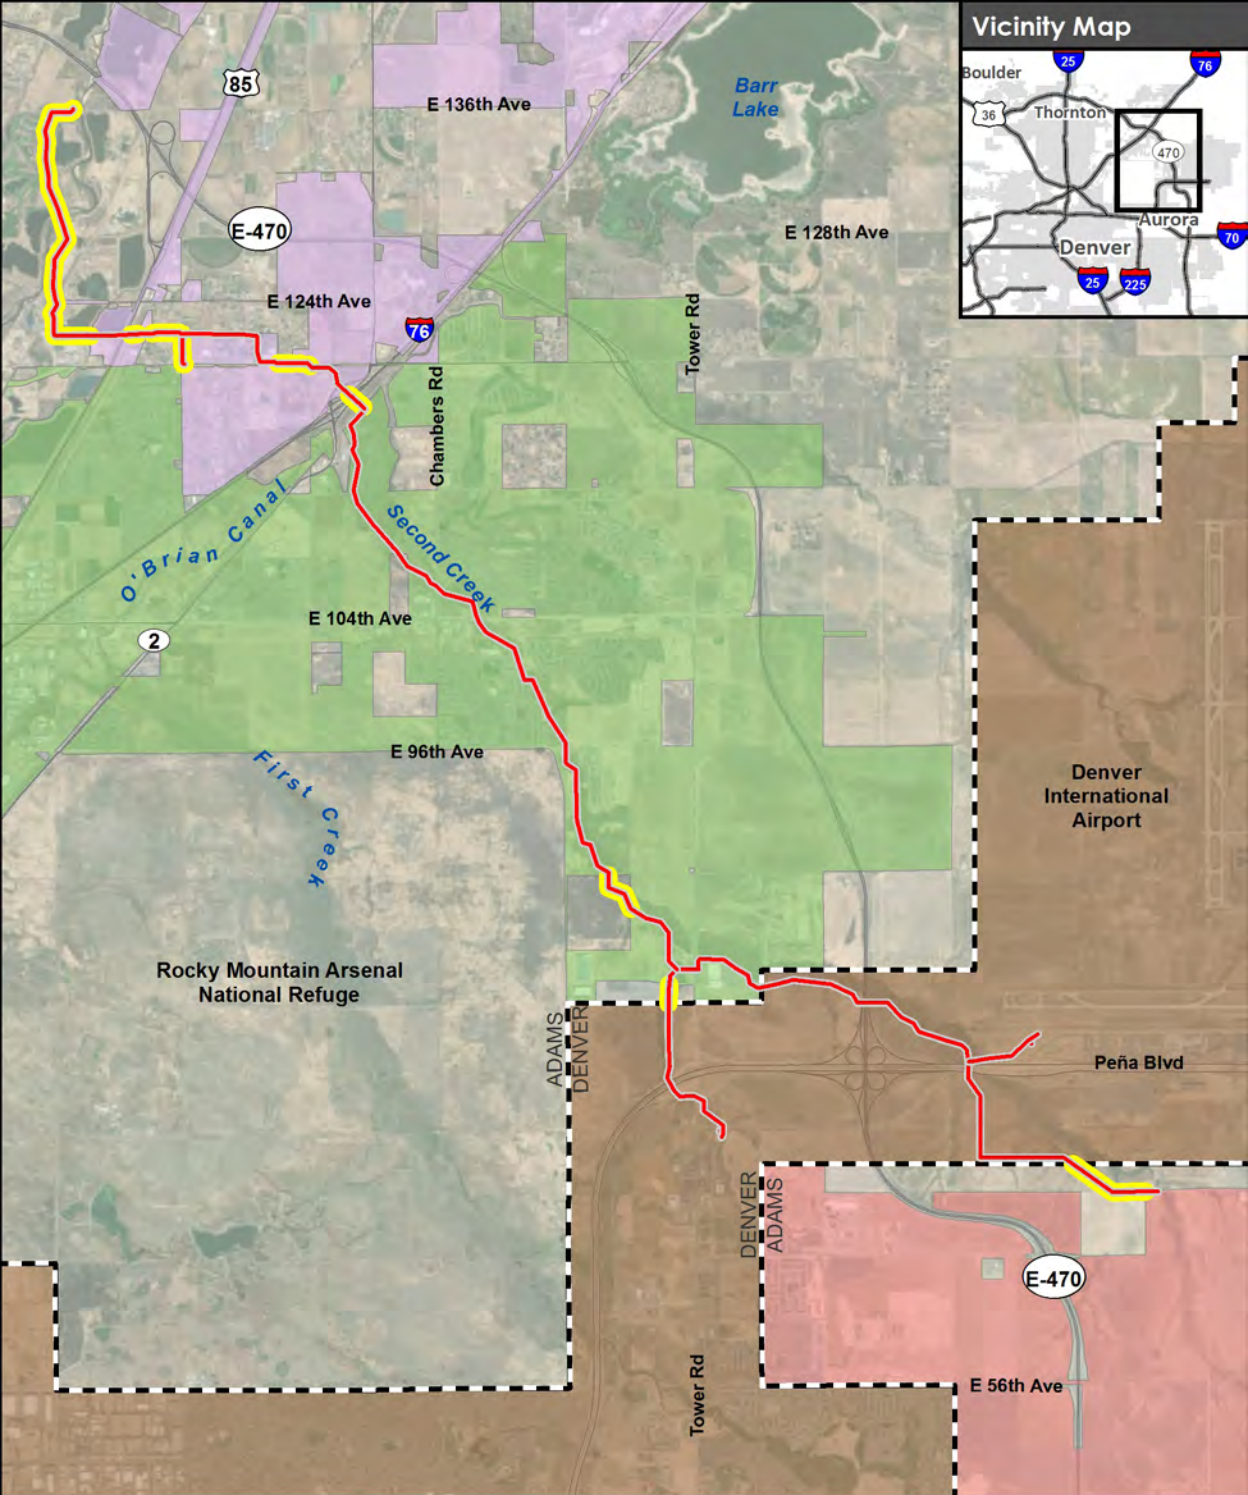 Vicinity Map
25
76
Boulder
36
Thornton
470
Aurora
70
Denver
25
225
85
E 136th Ave
Barr
Lake
E-470
E 128th Ave
E 124th Ave
76
Tower Rd
Chambers Rd
O'Brian Canal
Second Creek
E 104th Ave
2
E 96th Ave
First Creek
Denver
International
Airport
Rocky Mountain Arsenal
National Refuge
ADAMS
DENVER
Peña Blvd
DENVER
ADAMS
E-470
Tower Rd
E 56th Ave